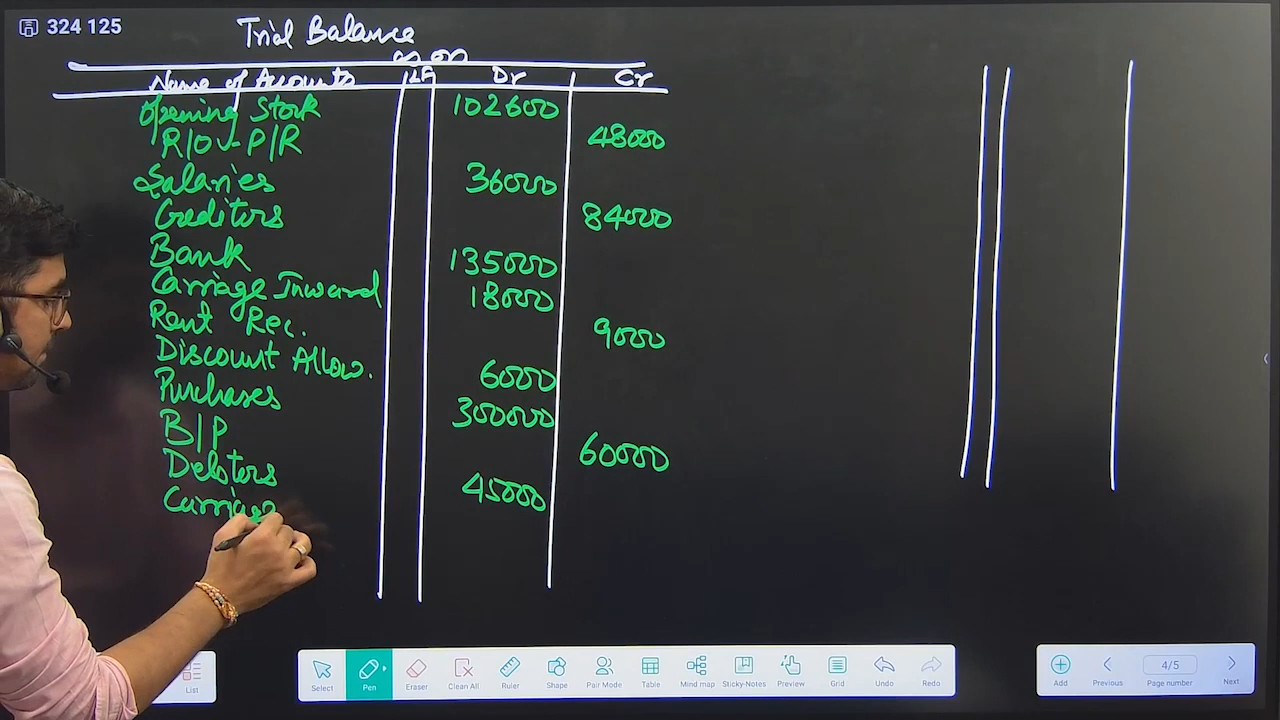 324 125
Trial Balance
as on
Name of Accounts LF Dr Cr
Opening Stock 102600
R/O - P/R 48000
Salaries 36000
Creditors 84000
Bank 135000
Carriage Inward 18000
Rent Rec. 9000
Discount Allow. 6000
Purchases 300000
B/P 60000
Debtors 45000
Carriage
List
Select
Pen
Eraser
Clean All
Ruler
Shape
Pair Mode
Table
Mind map
Sticky-Notes
Preview
Grid
Undo
Redo
Add
Previous
4/5
Page number
Next